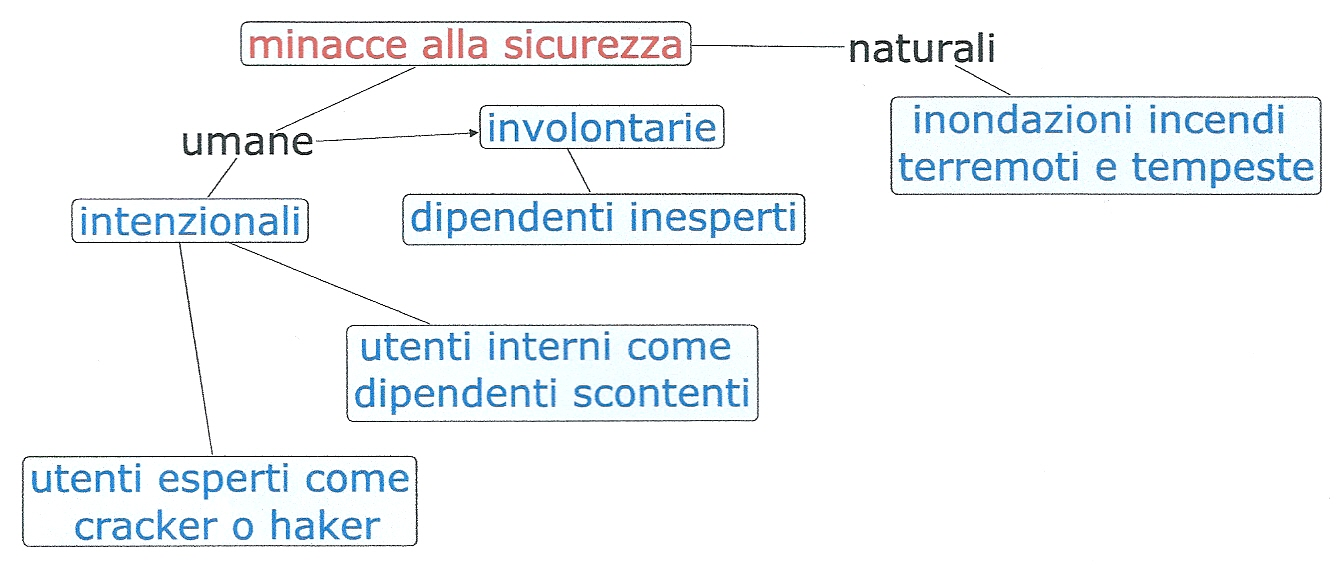 minacce alla sicurezza
naturali
inondazioni incendi
terremoti e tempeste
umane
involontarie
dipendenti inesperti
intenzionali
utenti interni come
dipendenti scontenti
utenti esperti come
cracker o haker